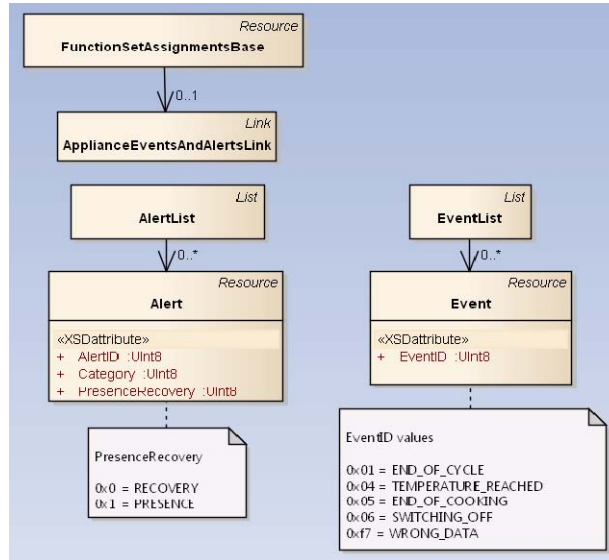 Resource
FunctionSetAssignmentsBase
0..1
Link
ApplianceEventsAndAlertsLink
List
AlertList
0..*
Resource
Alert
«XSDattribute»
+ AlertID :UInt8
+ Category :UInt8
+ PresenceRecovery :UInt8
PresenceRecovery
0x0 = RECOVERY
0x1 = PRESENCE
List
EventList
0..*
Resource
Event
«XSDattribute»
+ EventID :UInt8
EventID values
0x01 = END_OF_CYCLE
0x04 = TEMPERATURE_REACHED
0x05 = END_OF_COOKING
0x06 = SWITCHING_OFF
0xf7 = WRONG_DATA